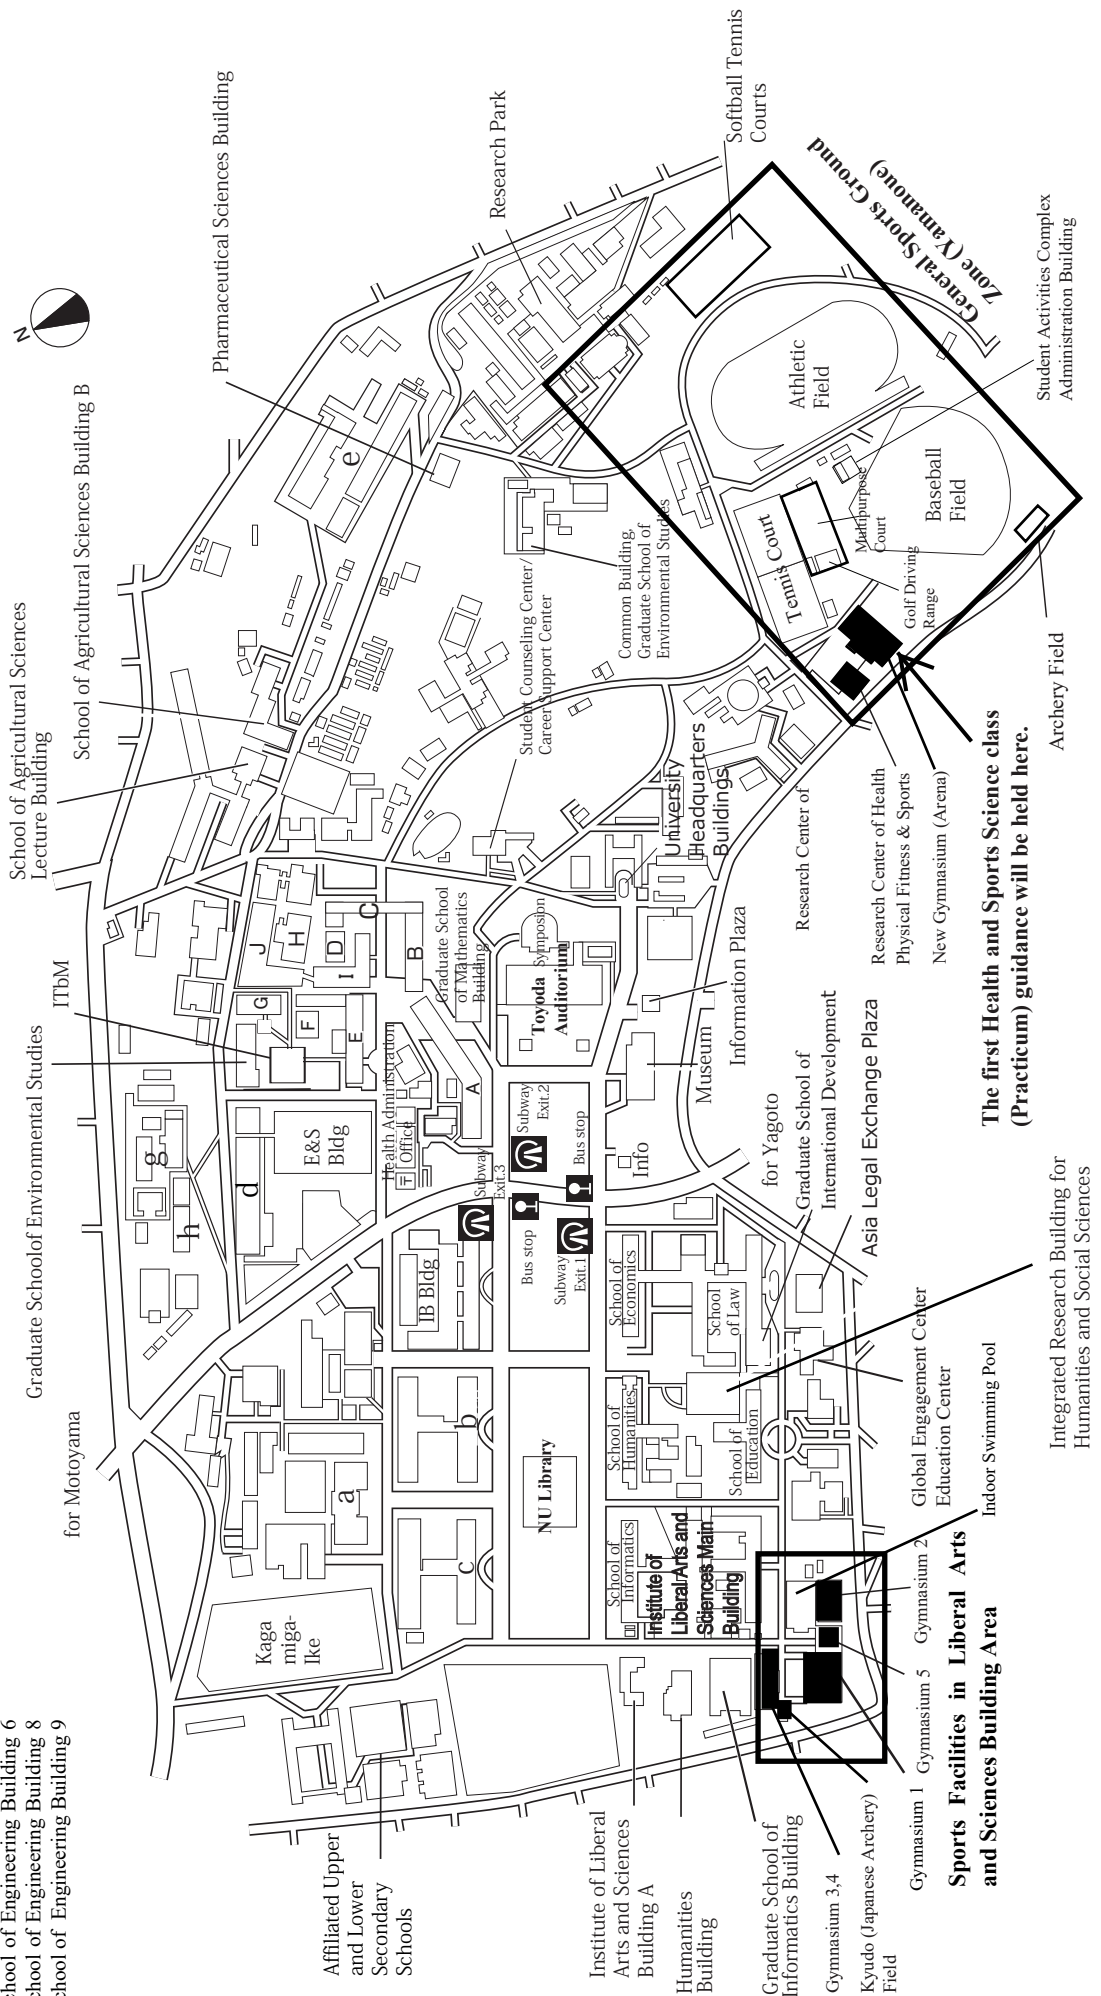 chool of Engineering Building 6
chool of Engineering Building 8
chool of Engineering Building 9
N
Softball Tennis
Courts
Research Park
Pharmaceutical Sciences Building
General Sports Ground
Zone (Yamanoue)
Student Activities Complex
Administration Building
School of Agricultural Sciences Building B
School of Agricultural Sciences
Lecture Building
Athletic
Field
Baseball
Field
Multipurpose
Court
Tennis Court
Golf Driving
Range
Archery Field
Common Building,
Graduate School of
Environmental Studies
Student Counseling Center/
Career Support Center
University
Headquarters
Buildings
Research Center of
Research Center of Health
Physical Fitness & Sports
New Gymnasium (Arena)
The first Health and Sports Science class
(Practicum) guidance will be held here.
ITbM
Graduate Schoolof Environmental Studies
e
J
H
D
I
C
B
G
F
E
A
Graduate School
of Mathematics
Building
Symposion
Toyoda
Auditorium
Information Plaza
Museum
Health Administration
Office
〒
E&S
Bldg
g
h
d
Subway
Exit.2
Subway
Exit.3
Bus stop
Bus stop
Subway
Exit.1
Info
for Yagoto
Graduate School of
International Development
Asia Legal Exchange Plaza
Integrated Research Building for
Humanities and Social Sciences
IB Bldg
School of
Economics
School
of Law
for Motoyama
a
b
c
NU Library
School of
Humanities
School of
Education
Global Engagement Center
Education Center
Indoor Swimming Pool
School of
Informatics
Institute of
Liberal Arts and
Sciences Main
Building
Kaga
miga-
Ike
Gymnasium 2
Gymnasium 5
Gymnasium 1
Sports Facilities in Liberal Arts
and Sciences Building Area
Affiliated Upper
and Lower
Secondary
Schools
Institute of Liberal
Arts and Sciences
Building A
Humanities
Building
Graduate School of
Informatics Building
Gymnasium 3,4
Kyudo (Japanese Archery)
Field